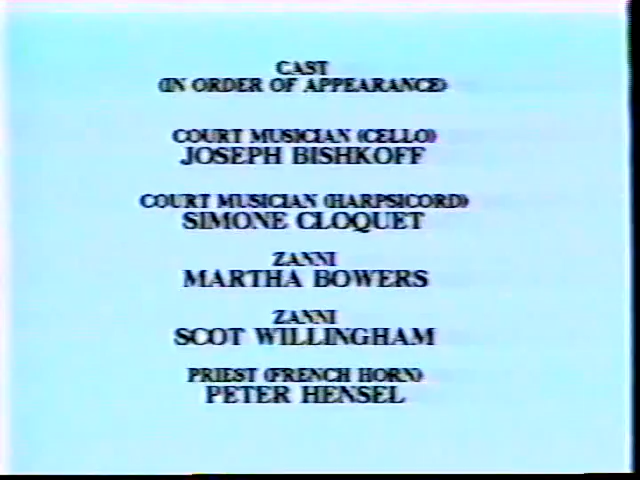 CAST
(IN ORDER OF APPEARANCE)
COURT MUSICIAN (CELLO)
JOSEPH BISHKOFF
COURT MUSICIAN (HARPSICORD)
SIMONE CLOQUET
ZANNI
MARTHA BOWERS
ZANNI
SCOT WILLINGHAM
PRIEST (FRENCH HORN)
PETER HENSEL